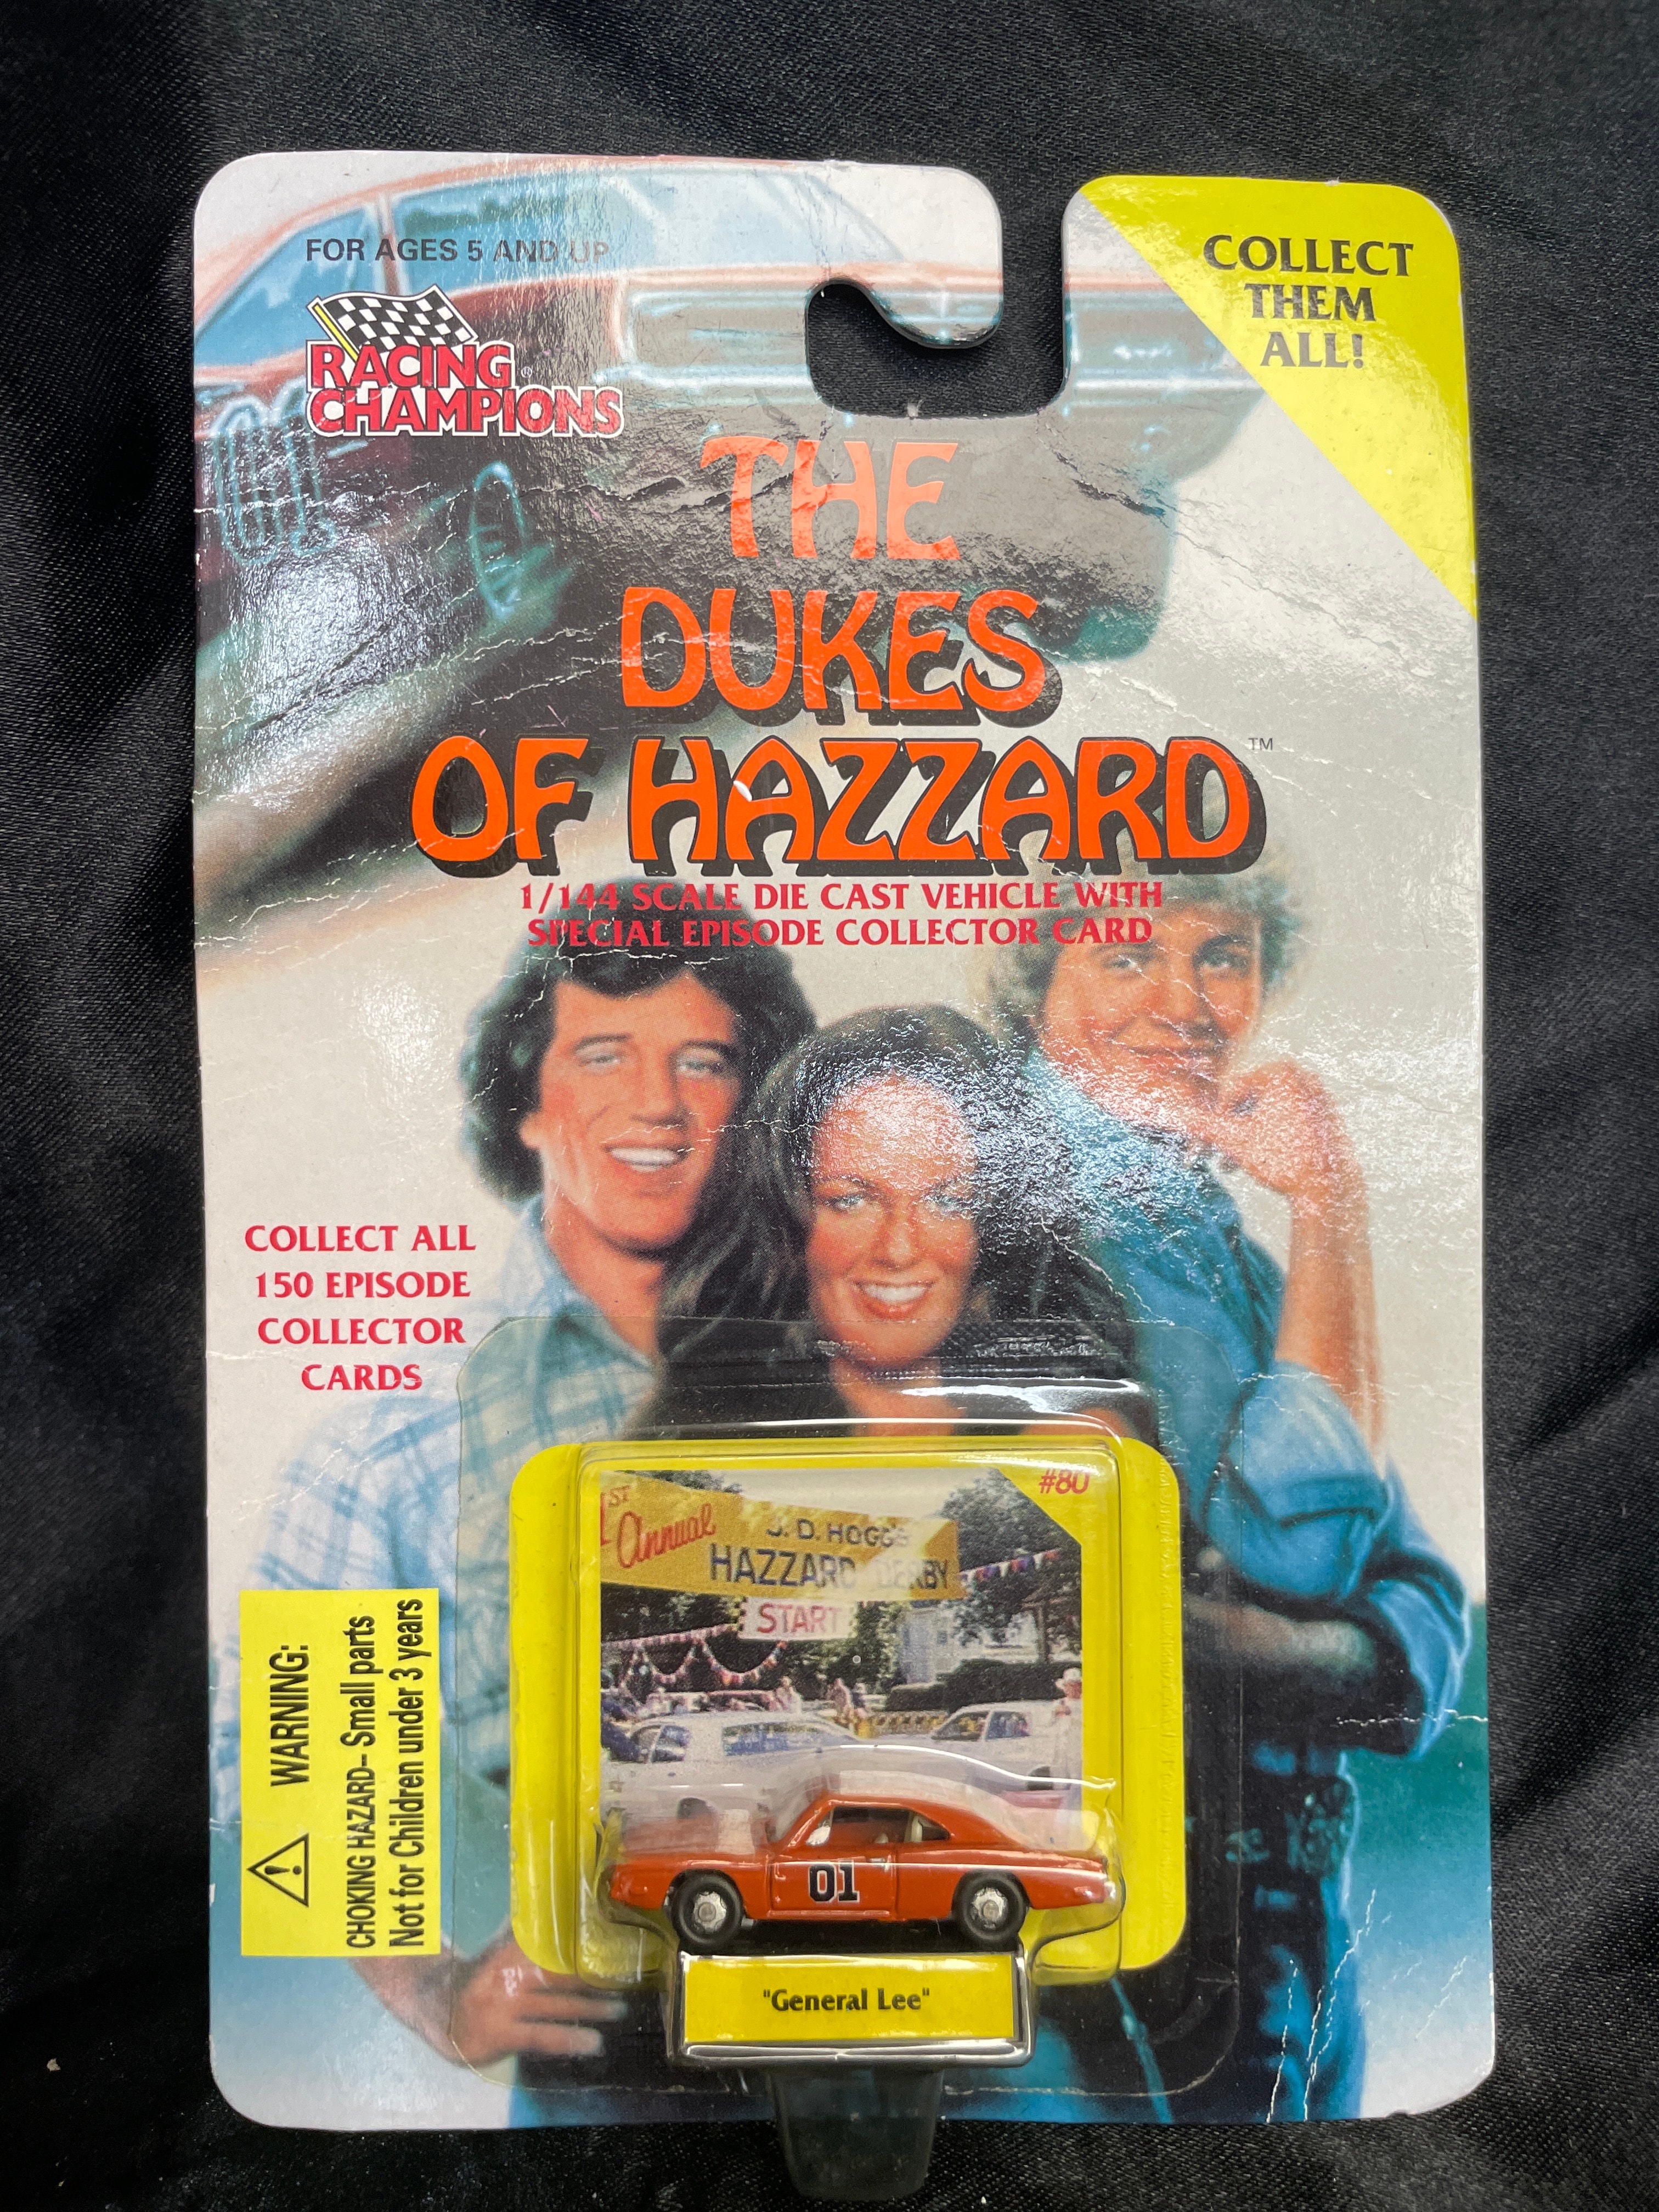 FOR AGES 5 AND UP
RACING®
CHAMPIONS
COLLECT
THEM
ALL!
THE
DUKES
OF HAZZARD™
1/144 SCALE DIE CAST VEHICLE WITH
SPECIAL EPISODE COLLECTOR CARD
COLLECT ALL
150 EPISODE
COLLECTOR
CARDS
WARNING:
CHOKING HAZARD–Small parts
Not for Children under 3 years
#80
1ST
Annual
J. D. HOGG'S
HAZZARD DERBY
START
01
"General Lee"